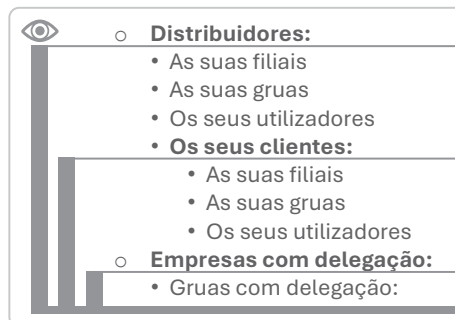 ○ Distribuidores:
• As suas filiais
• As suas gruas
• Os seus utilizadores
• Os seus clientes:
• As suas filiais
• As suas gruas
• Os seus utilizadores
○ Empresas com delegação:
• Gruas com delegação: